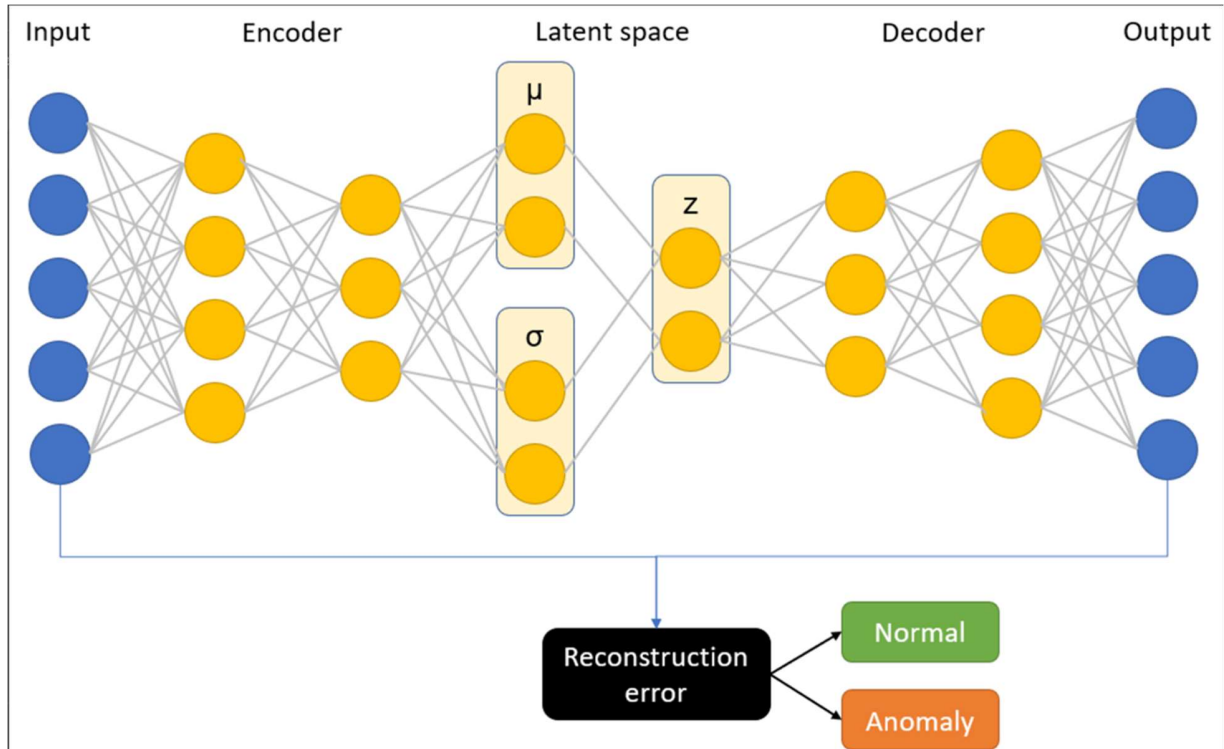 Input
Encoder
Latent space
Decoder
Output
μ
z
σ
Reconstruction
error
Normal
Anomaly